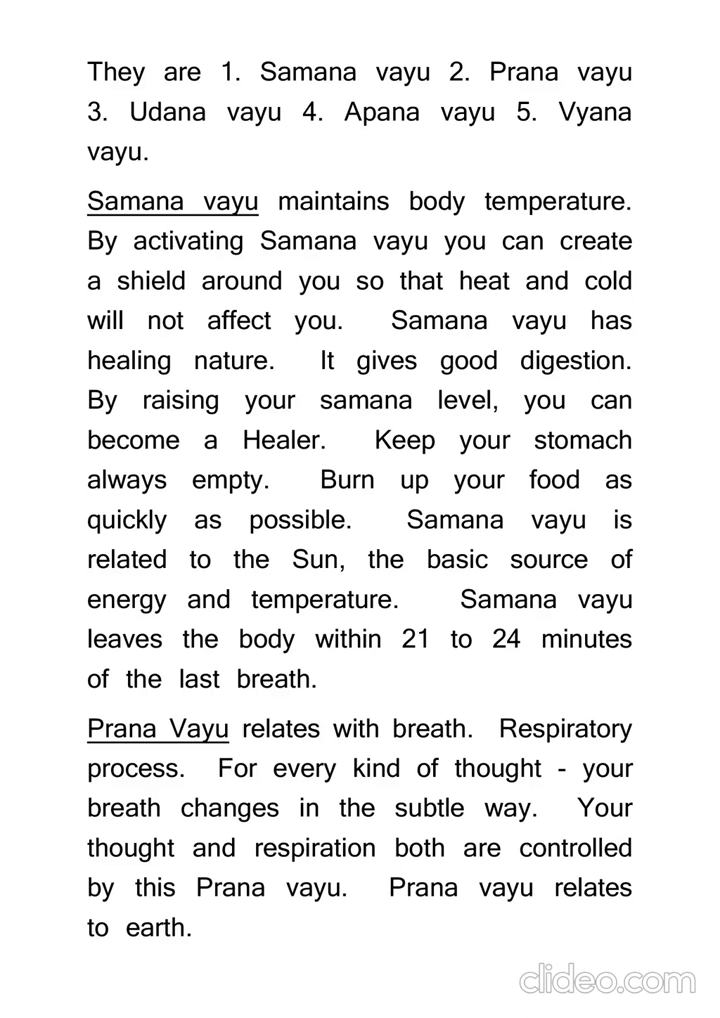 They are 1. Samana vayu 2. Prana vayu
3. Udana vayu 4. Apana vayu 5. Vyana
vayu.
Samana vayu maintains body temperature.
By activating Samana vayu you can create
a shield around you so that heat and cold
will not affect you. Samana vayu has
healing nature. It gives good digestion.
By raising your samana level, you can
become a Healer. Keep your stomach
always empty. Burn up your food as
quickly as possible. Samana vayu is
related to the Sun, the basic source of
energy and temperature. Samana vayu
leaves the body within 21 to 24 minutes
of the last breath.
Prana Vayu relates with breath. Respiratory
process. For every kind of thought - your
breath changes in the subtle way. Your
thought and respiration both are controlled
by this Prana vayu. Prana vayu relates
to earth.
clideo.com